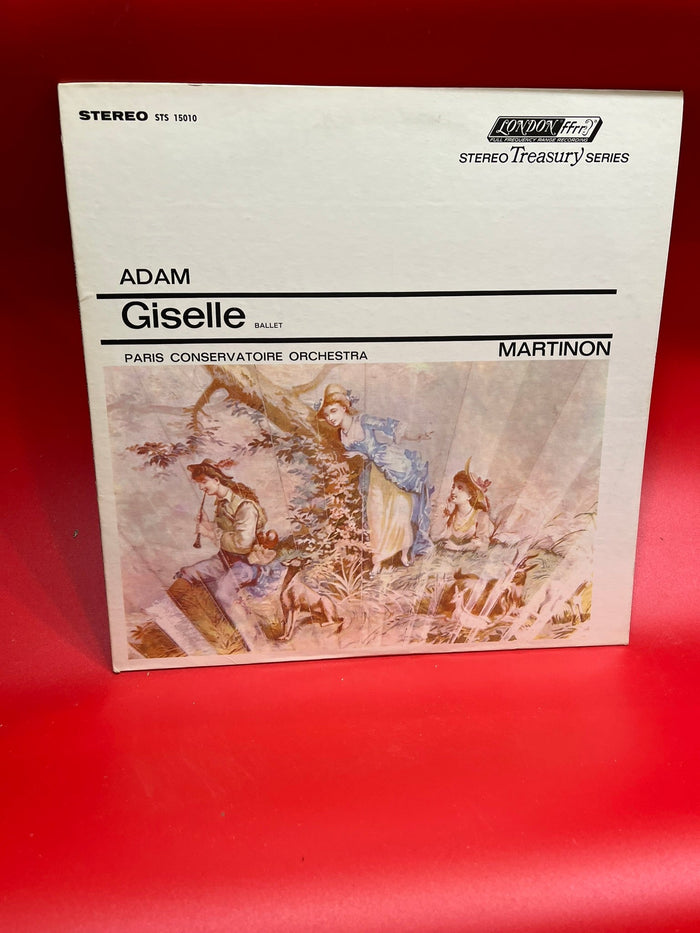 STEREO STS 15010
LONDON ffrr
FULL FREQUENCY RANGE RECORDING
STEREO Treasury SERIES
ADAM
Giselle BALLET
PARIS CONSERVATOIRE ORCHESTRA
MARTINON